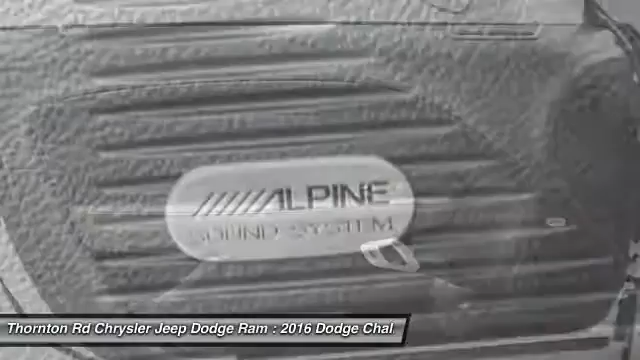 ALPINE
SOUND SYSTEM
Thornton Rd Chrysler Jeep Dodge Ram : 2016 Dodge Chal